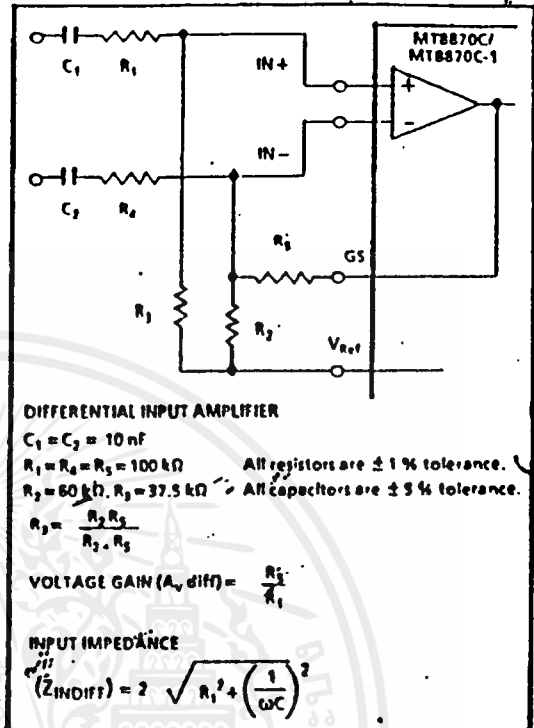 MT8870C/
MT8870C-1
C₁ R₁ IN+ +
IN− −
C₂ R₄
R₅ GS
R₃ R₂
VRef
DIFFERENTIAL INPUT AMPLIFIER
C₁ = C₂ = 10 nF
R₁ = R₄ = R₅ = 100 kΩ All resistors are ± 1 % tolerance.
R₂ = 60 kΩ, R₃ = 37.5 kΩ All capacitors are ± 5 % tolerance.
R₃ = R₂ R₅ / R₂ + R₅
VOLTAGE GAIN (Aᵥ diff) = R₅ / R₁
INPUT IMPEDANCE
(ZINDIFF) = 2 √ R₁² + (1 / ωC)²